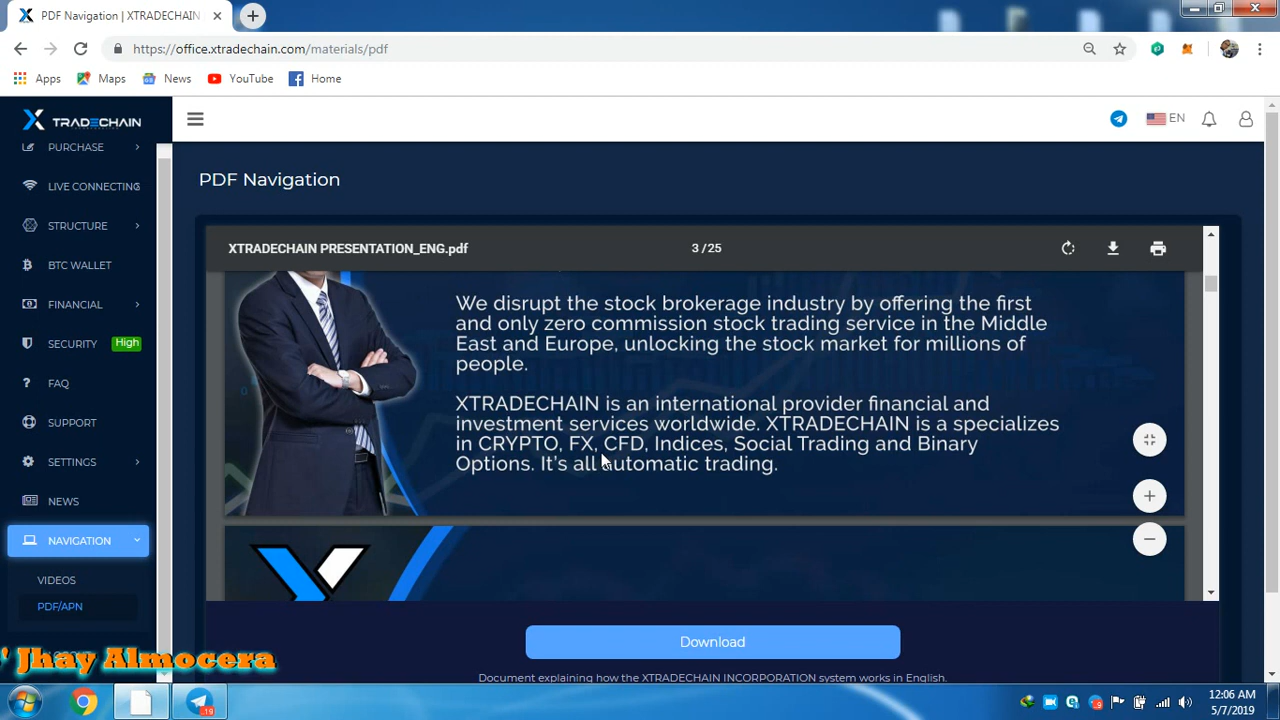 PDF Navigation | XTRADECHAIN
https://office.xtradechain.com/materials/pdf
Apps
Maps
News
YouTube
Home
TRADECHAIN
EN
PURCHASE
LIVE CONNECTING
STRUCTURE
BTC WALLET
FINANCIAL
SECURITY
High
FAQ
SUPPORT
SETTINGS
NEWS
NAVIGATION
VIDEOS
PDF/APN
PDF Navigation
XTRADECHAIN PRESENTATION_ENG.pdf
3 / 25
We disrupt the stock brokerage industry by offering the first
and only zero commission stock trading service in the Middle
East and Europe, unlocking the stock market for millions of
people.
XTRADECHAIN is an international provider financial and
investment services worldwide. XTRADECHAIN is a specializes
in CRYPTO, FX, CFD, Indices, Social Trading and Binary
Options. It's all automatic trading.
Download
Document explaining how the XTRADECHAIN INCORPORATION system works in English.
' Jhay Almocera
19
12:06 AM
5/7/2019